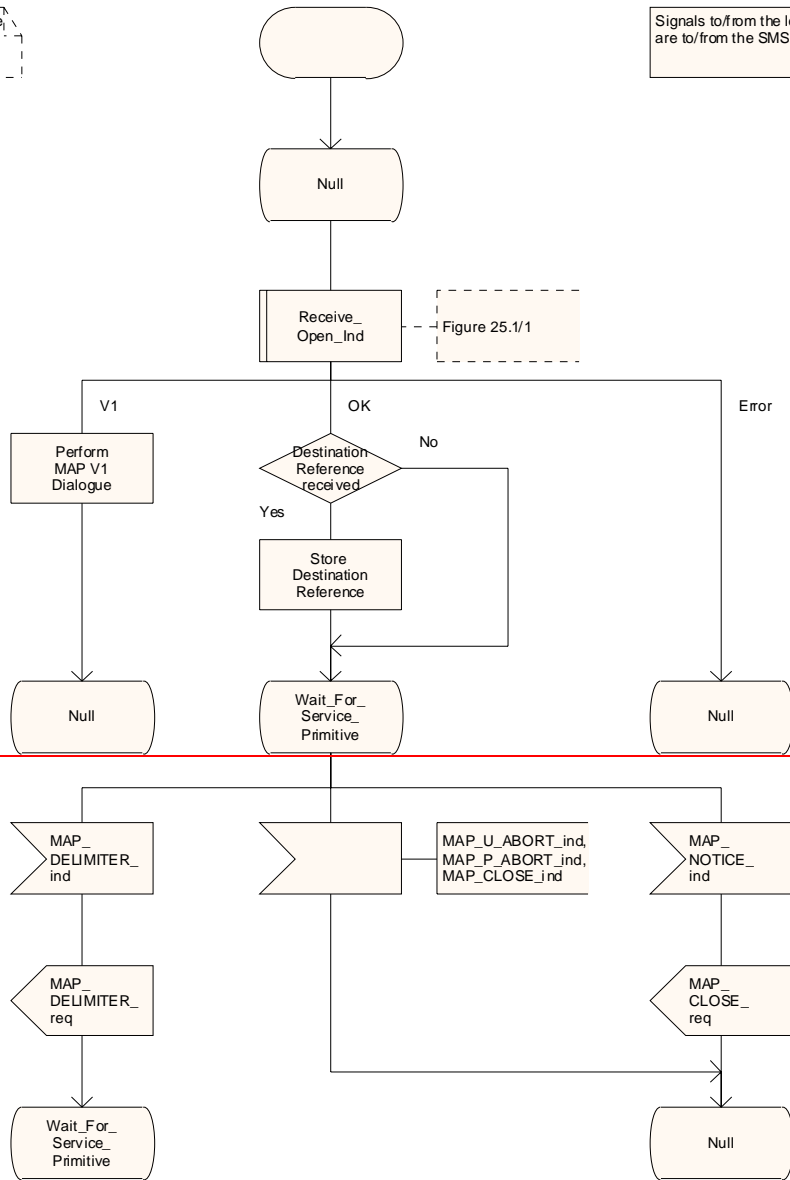 Signals to/from the
are to/from the SMS
Null
Receive_
Open_Ind
Figure 25.1/1
V1
OK
Error
Perform
MAP V1
Dialogue
Destination
Reference
received
No
Yes
Store
Destination
Reference
Null
Wait_For_
Service_
Primitive
Null
MAP_
DELIMITER_
ind
MAP_U_ABORT_ind,
MAP_P_ABORT_ind,
MAP_CLOSE_ind
MAP_
NOTICE_
ind
MAP_
DELIMITER_
req
MAP_
CLOSE_
req
Wait_For_
Service_
Primitive
Null